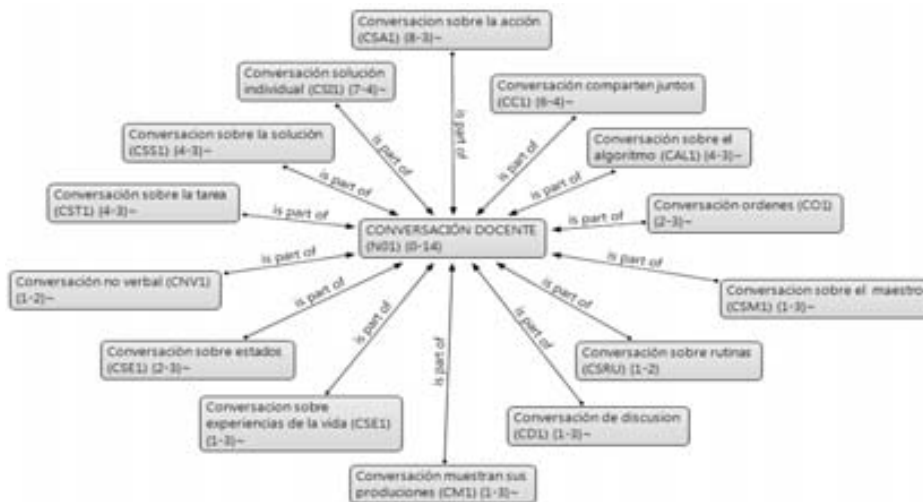 Conversacion sobre la acción
(CSA1) (8-3)~
Conversación solución
individual (CSI1) (7-4)~
Conversación comparten juntos
(CC1) (6-4)~
Conversacion sobre la solución
(CSS1) (4-3)~
Conversación sobre el
algoritmo (CAL1) (4-3)~
Conversación sobre la tarea
(CST1) (4-3)~
Conversación ordenes (CO1)
(2-3)~
CONVERSACIÓN DOCENTE
(N01) (0-14)
Conversación no verbal (CNV1)
(1-2)~
Conversacion sobre el maestro
(CSM1) (1-3)~
Conversación sobre estados
(CSE1) (2-3)~
Conversación sobre rutinas
(CSRU) (1-2)
Conversacion sobre
experiencias de la vida (CSE1)
(1-3)~
Conversación de discusion
(CD1) (1-3)~
Conversación muestran sus
produciones (CM1) (1-3)~
is part of
is part of
is part of
is part of
is part of
is part of
is part of
is part of
is part of
is part of
is part of
is part of
is part of
is part of